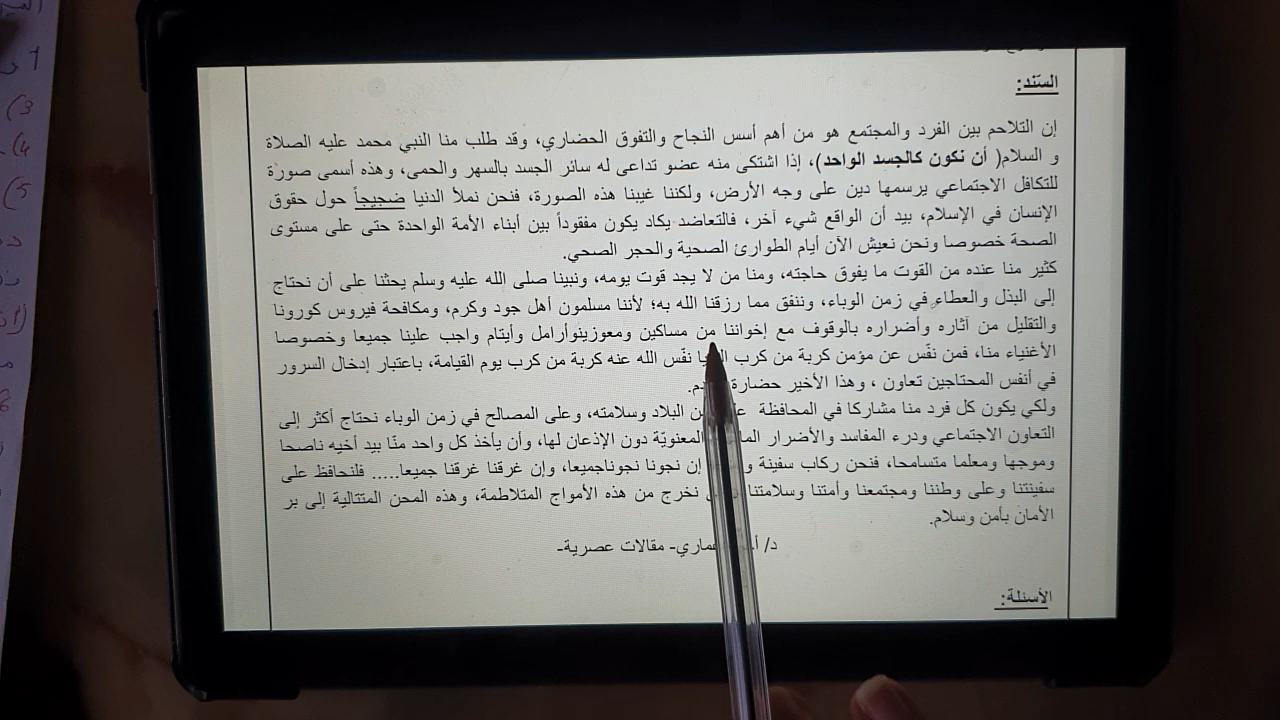 السّند:
إن التلاحم بين الفرد والمجتمع هو من أهم أسس النجاح والتفوق الحضاري، وقد طلب منا النبي محمد عليه الصلاة
و السلام( أن نكون كالجسد الواحد)، إذا اشتكى منه عضو تداعى له سائر الجسد بالسهر والحمى، وهذه أسمى صورة
للتكافل الاجتماعي يرسمها دين على وجه الأرض، ولكننا غيبنا هذه الصورة، فنحن نملأ الدنيا ضجيجاً حول حقوق
الإنسان في الإسلام، بيد أن الواقع شيء آخر، فالتعاضد يكاد يكون مفقوداً بين أبناء الأمة الواحدة حتى على مستوى
الصحة خصوصا ونحن نعيش الآن أيام الطوارئ الصحية والحجر الصحي.
كثير منا عنده من القوت ما يفوق حاجته، ومنا من لا يجد قوت يومه، ونبينا صلى الله عليه وسلم يحثنا على أن نحتاج
إلى البذل والعطاء في زمن الوباء، وننفق مما رزقنا الله به؛ لأننا مسلمون أهل جود وكرم، ومكافحة فيروس كورونا
والتقليل من آثاره وأضراره بالوقوف مع إخواننا من مساكين ومعوزينوأرامل وأيتام واجب علينا جميعا وخصوصا
الأغنياء منا، فمن نفّس عن مؤمن كربة من كرب نفّس الله عنه كربة من كرب يوم القيامة، باعتبار إدخال السرور
في أنفس المحتاجين تعاون ، وهذا الأخير حضارة
ولكي يكون كل فرد منا مشاركا في المحافظة البلاد وسلامته، وعلى المصالح في زمن الوباء نحتاج أكثر إلى
التعاون الاجتماعي ودرء المفاسد والأضرار المعنويّة دون الإذعان لها، وأن يأخذ كل واحد منّا بيد أخيه ناصحا
وموجها ومعلما متسامحا، فنحن ركاب سفينة إن نجونا نجوناجميعا، وإن غرقنا غرقنا جميعا..... فلنحافظ على
سفينتنا وعلى وطننا ومجتمعنا وأمتنا وسلامتنا نخرج من هذه الأمواج المتلاطمة، وهذه المحن المتتالية إلى بر
الأمان بأمن وسلام.
د/ مقالات عصرية-
الأسئلة: